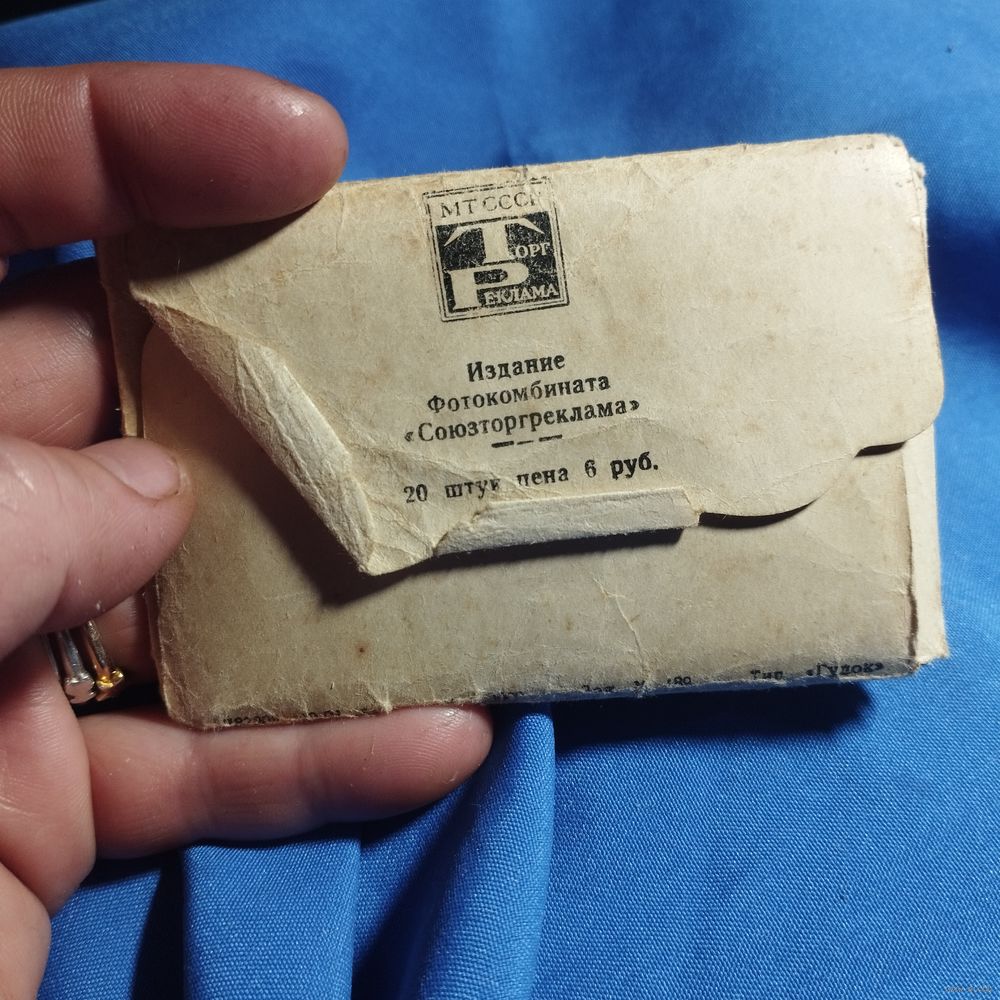 МТ СССР
ТОРГ
РЕКЛАМА
Издание
Фотокомбината
«Союзторгреклама»
20 штук цена 6 руб.
Тип. «Гудок»